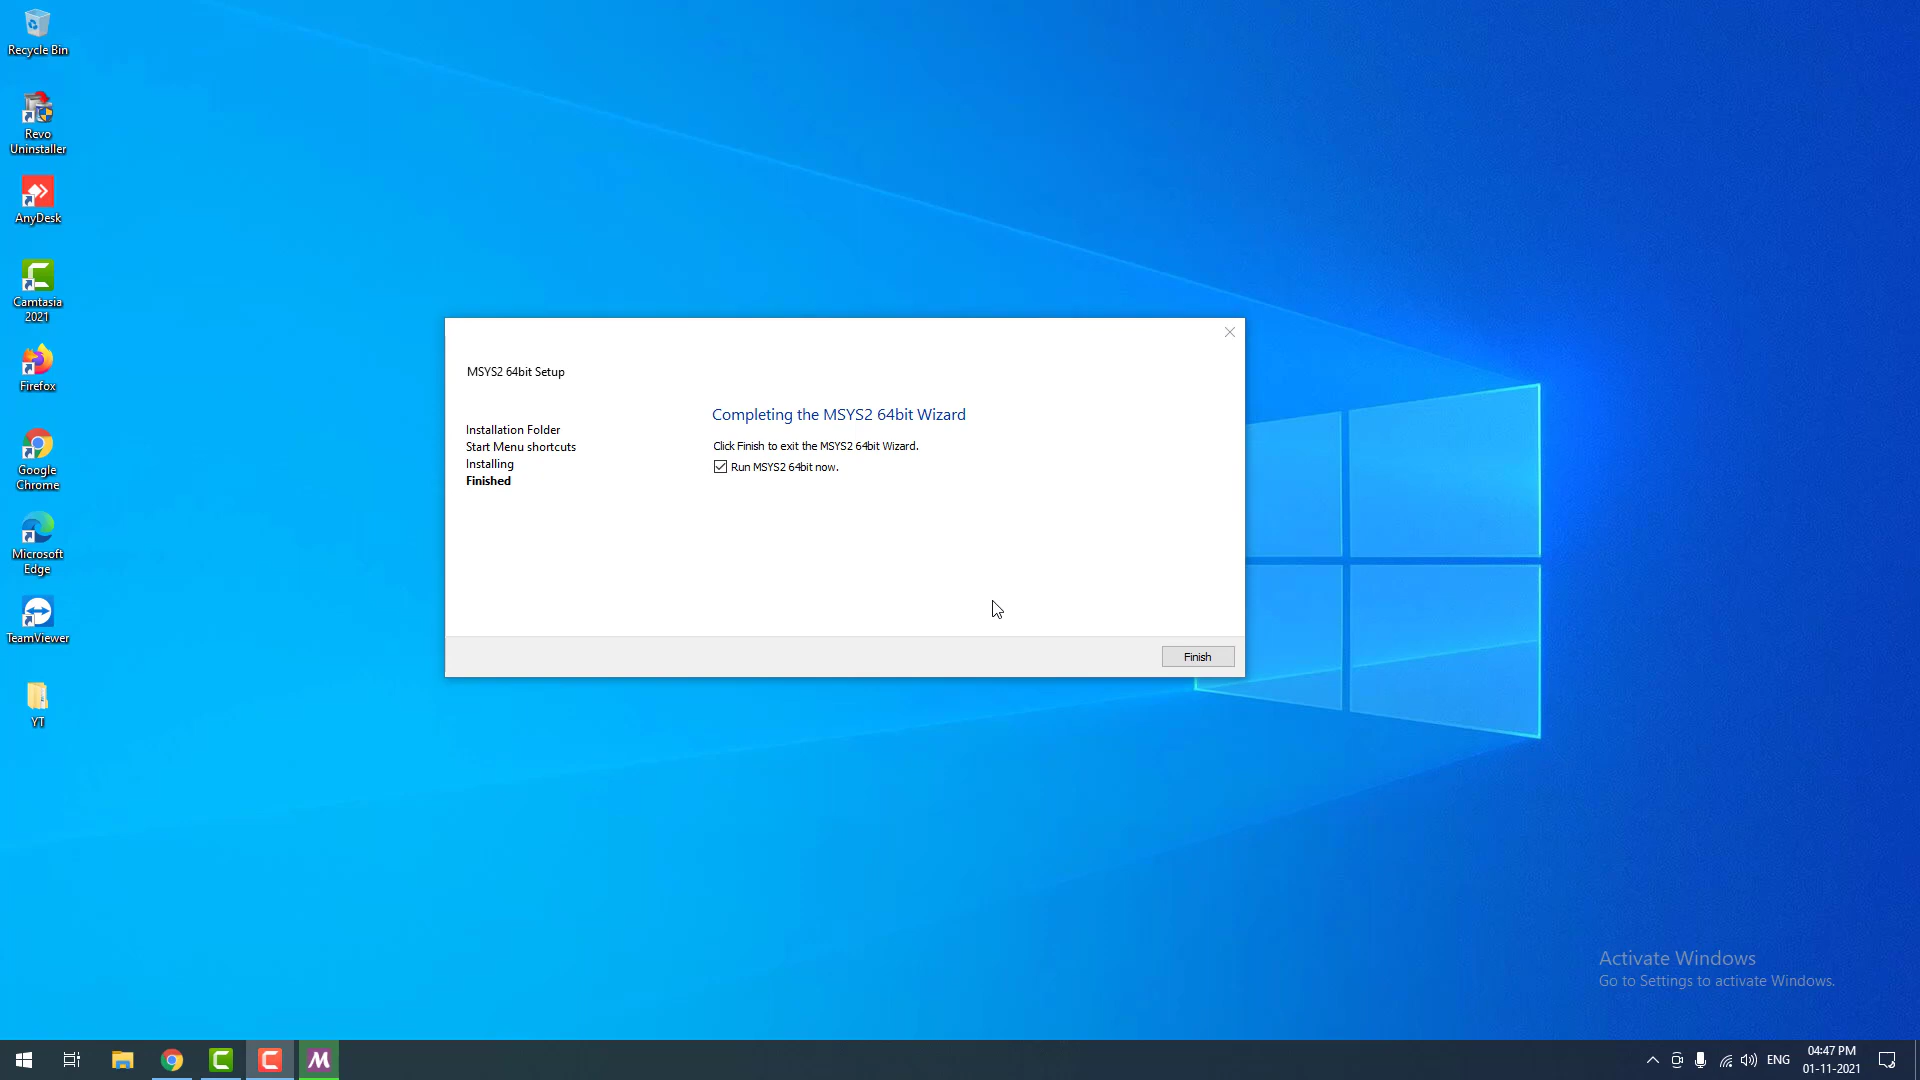 Recycle Bin
Revo
Uninstaller
AnyDesk
Camtasia
2021
Firefox
Google
Chrome
Microsoft
Edge
TeamViewer
YT
MSYS2 64bit Setup
Installation Folder
Start Menu shortcuts
Installing
Finished
Completing the MSYS2 64bit Wizard
Click Finish to exit the MSYS2 64bit Wizard.
Run MSYS2 64bit now.
Finish
Activate Windows
Go to Settings to activate Windows.
ENG
04:47 PM
01-11-2021